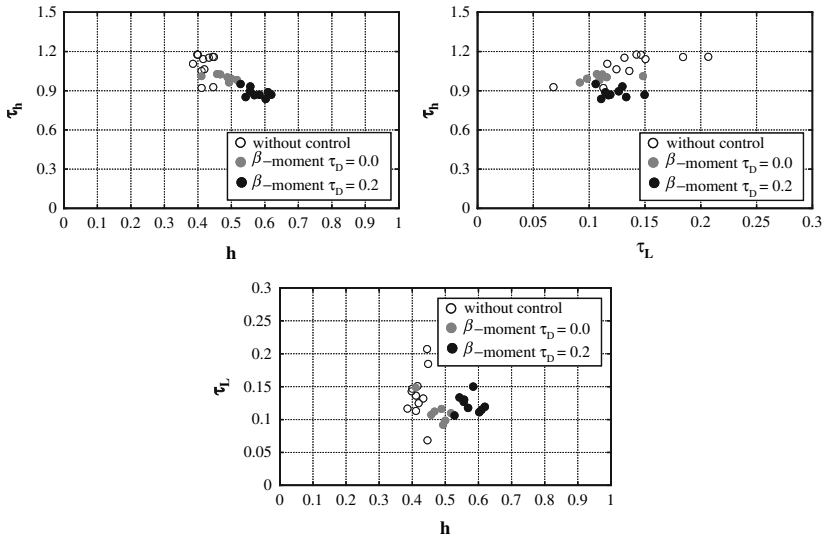 1.5
1.2
0.9
0.6
0.3
0
τh
without control
β–moment τD = 0.0
β–moment τD = 0.2
0 0.1 0.2 0.3 0.4 0.5 0.6 0.7 0.8 0.9 1
h
1.5
1.2
0.9
0.6
0.3
0
τh
without control
β–moment τD = 0.0
β–moment τD = 0.2
0 0.05 0.1 0.15 0.2 0.25 0.3
τL
0.3
0.25
0.2
0.15
0.1
0.05
0
τL
without control
β–moment τD = 0.0
β–moment τD = 0.2
0 0.1 0.2 0.3 0.4 0.5 0.6 0.7 0.8 0.9 1
h